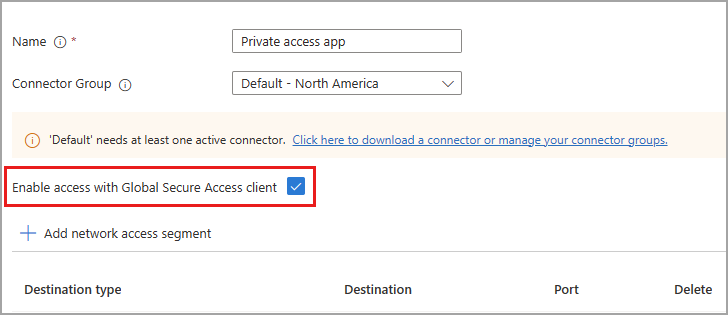 Name * Private access app
Connector Group Default - North America
'Default' needs at least one active connector. Click here to download a connector or manage your connector groups.
Enable access with Global Secure Access client
Add network access segment
Destination type Destination Port Delete